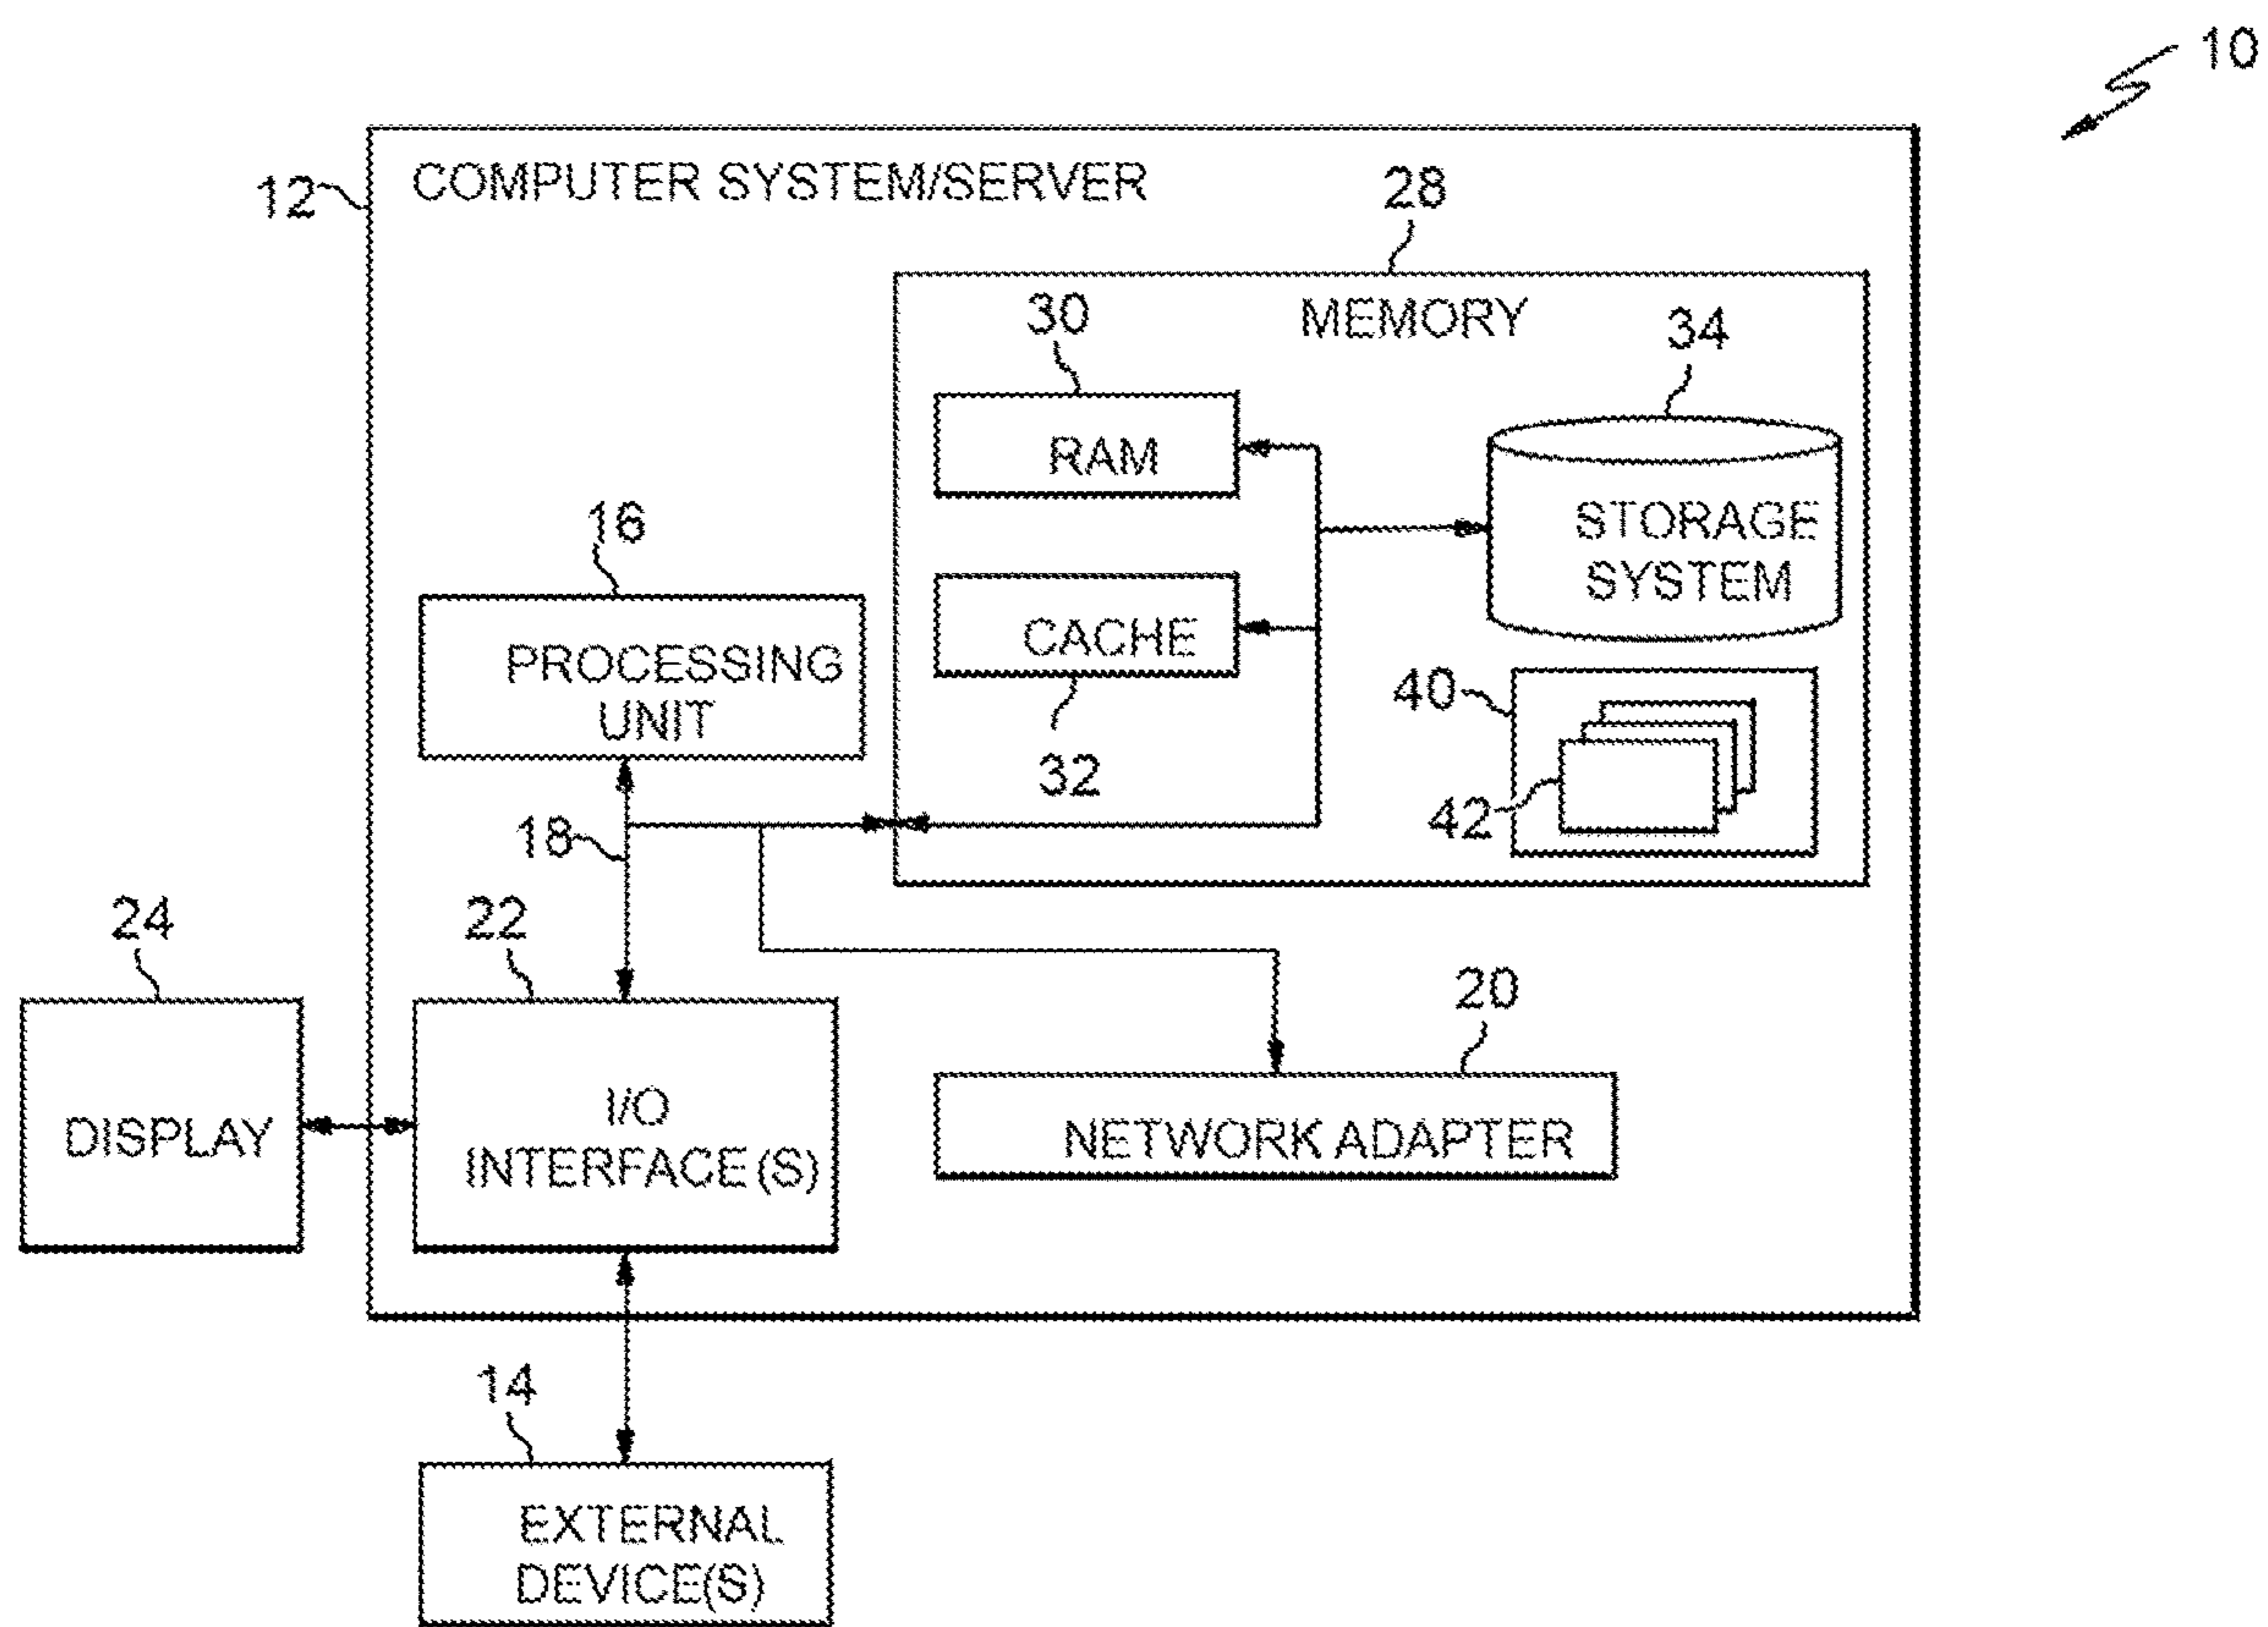 10
12
COMPUTER SYSTEM/SERVER
28
MEMORY
30
34
RAM
STORAGE
SYSTEM
16
CACHE
PROCESSING
UNIT
32
40
42
18
24
22
20
DISPLAY
I/O
INTERFACE(S)
NETWORK ADAPTER
14
EXTERNAL
DEVICE(S)